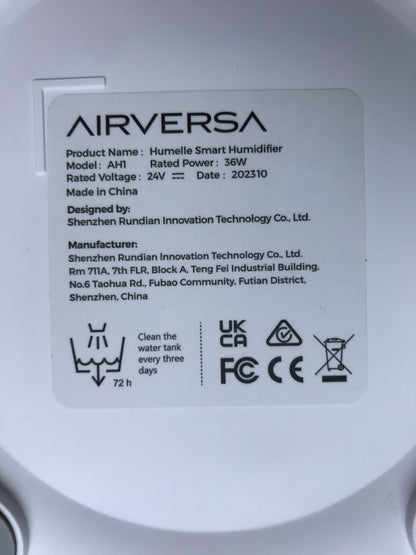 AIRVERSA
Product Name : Humelle Smart Humidifier
Model : AH1 Rated Power : 36W
Rated Voltage : 24V ⎓ Date : 202310
Made in China
Designed by:
Shenzhen Rundian Innovation Technology Co., Ltd.
Manufacturer:
Shenzhen Rundian Innovation Technology Co., Ltd.
Rm 711A, 7th FLR, Block A, Teng Fei Industrial Building,
No.6 Taohua Rd., Fubao Community, Futian District,
Shenzhen, China
Clean the
water tank
every three
days
72 h
UK
CA
FC CE